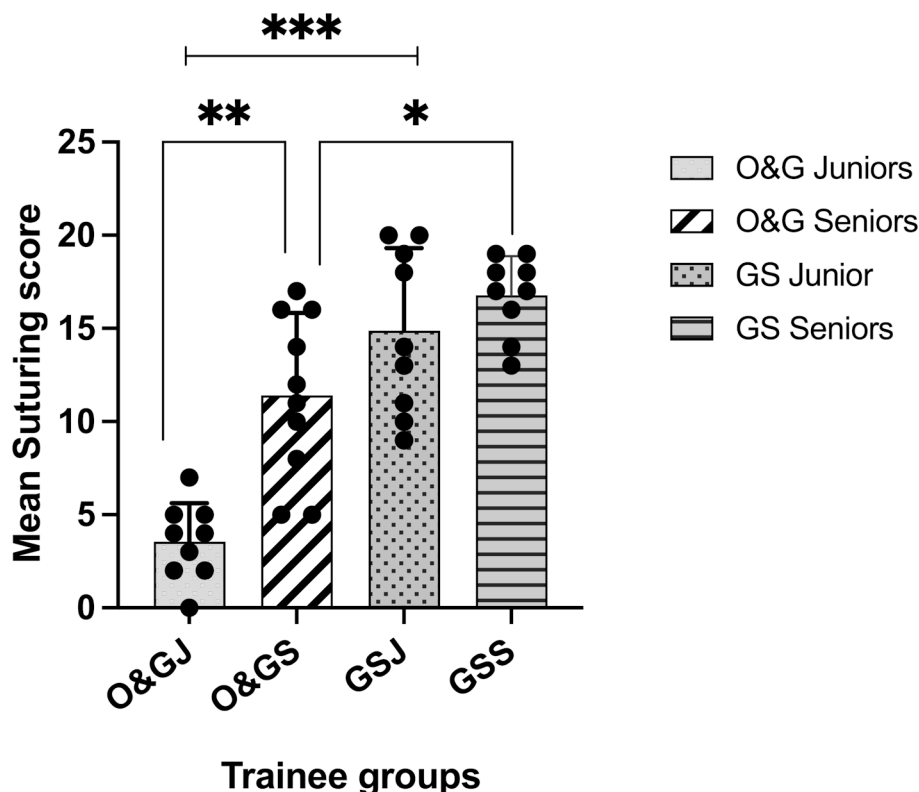 ***
** *
25
20
15
10
5
0
Mean Suturing score
O&GJ
O&GS
GSJ
GSS
Trainee groups
O&G Juniors
O&G Seniors
GS Junior
GS Seniors